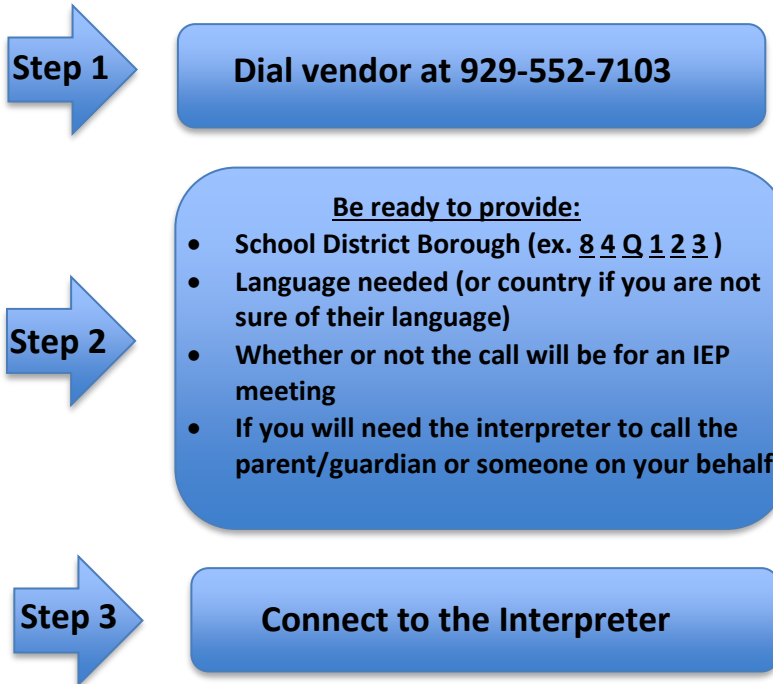 Step 1
Dial vendor at 929-552-7103
Step 2
Be ready to provide:
• School District Borough (ex. 8 4 Q 1 2 3 )
• Language needed (or country if you are not
sure of their language)
• Whether or not the call will be for an IEP
meeting
• If you will need the interpreter to call the
parent/guardian or someone on your behalf
Step 3
Connect to the Interpreter